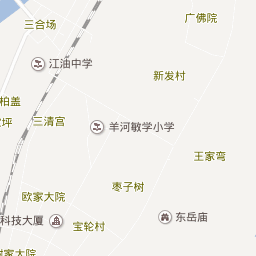 广佛院
三合场
江油中学
新发村
柏盖
坪
三清宫
羊河敏学小学
王家弯
枣子树
欧家大院
科技大厦
宝轮村
东岳庙